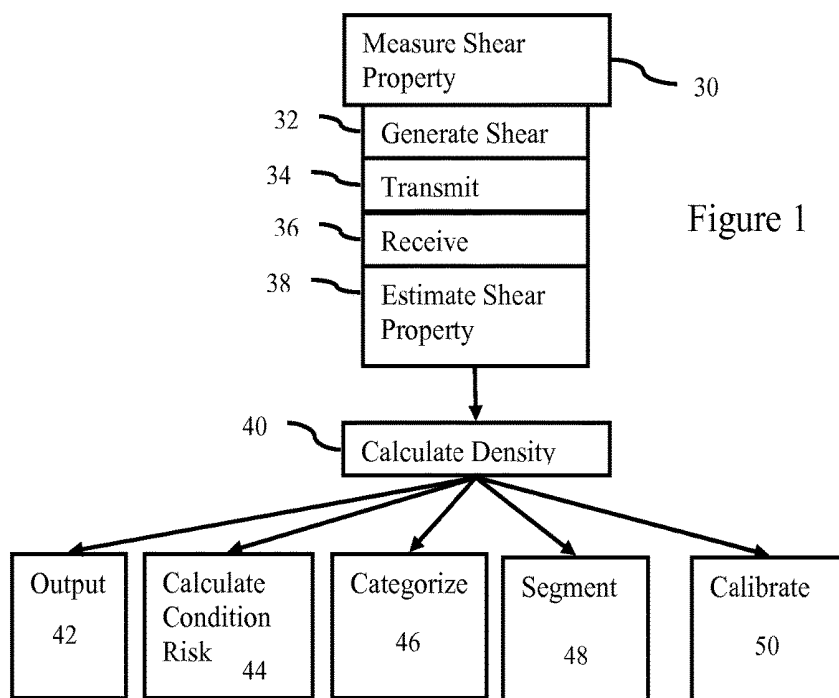 Measure Shear
Property
30
32
Generate Shear
34
Transmit
36
Receive
38
Estimate Shear
Property
Figure 1
40
Calculate Density
Output
42
Calculate
Condition
Risk
44
Categorize
46
Segment
48
Calibrate
50